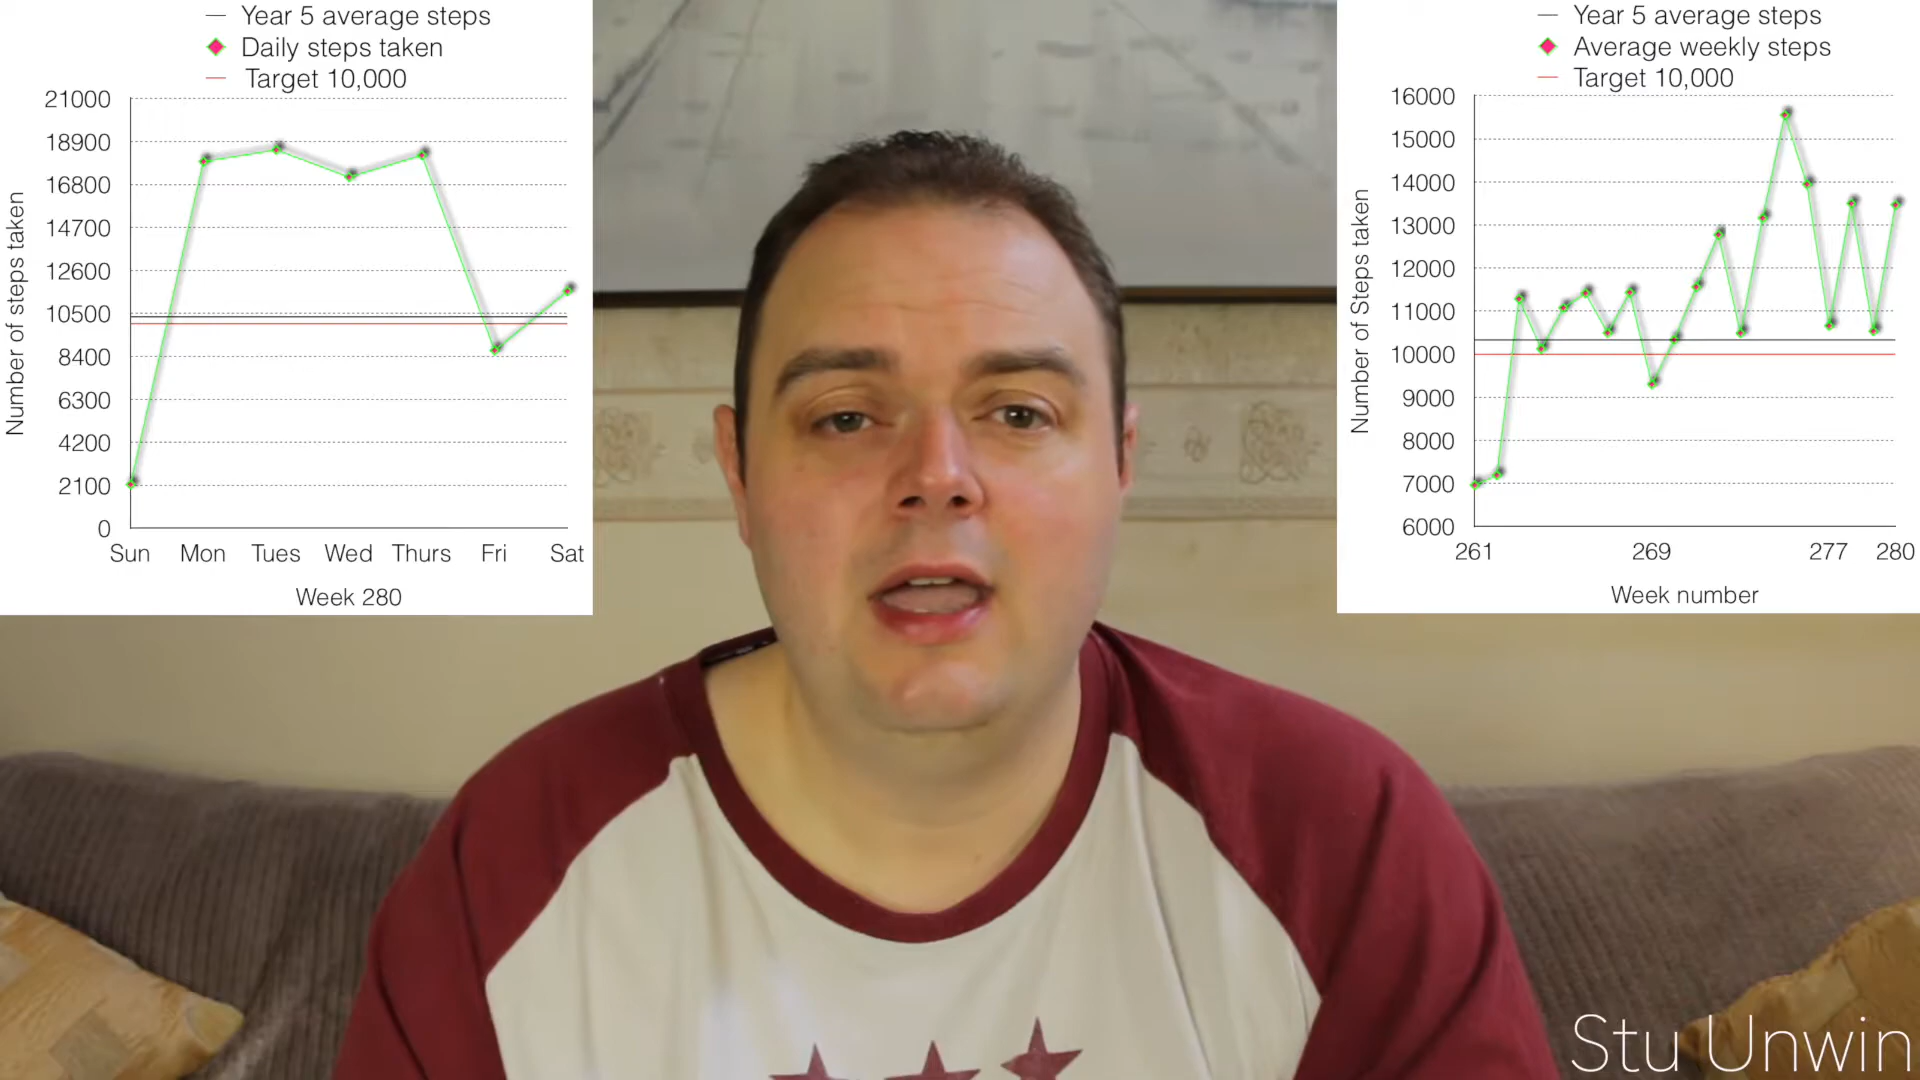 Year 5 average steps
Daily steps taken
Target 10,000
21000
18900
16800
14700
12600
10500
8400
6300
4200
2100
0
Number of steps taken
Sun Mon Tues Wed Thurs Fri Sat
Week 280
Year 5 average steps
Average weekly steps
Target 10,000
16000
15000
14000
13000
12000
11000
10000
9000
8000
7000
6000
Number of Steps taken
261 269 277 280
Week number
Stu Unwin